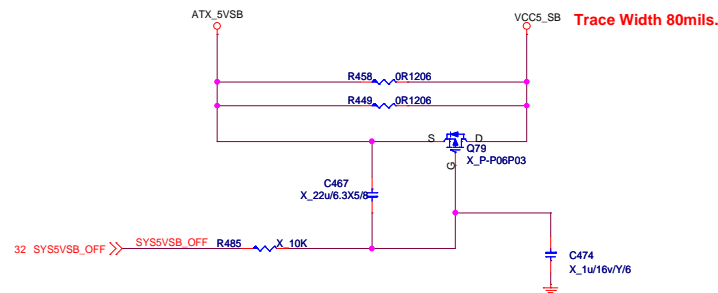 ATX_5VSB
VCC5_SB
Trace Width 80mils.
R458 0R1206
R449 0R1206
S D
Q79
X_P-P06P03
G
C467
X_22u/6.3X5/8
32 SYS5VSB_OFF SYS5VSB_OFF R485 X_10K
C474
X_1u/16v/Y/6